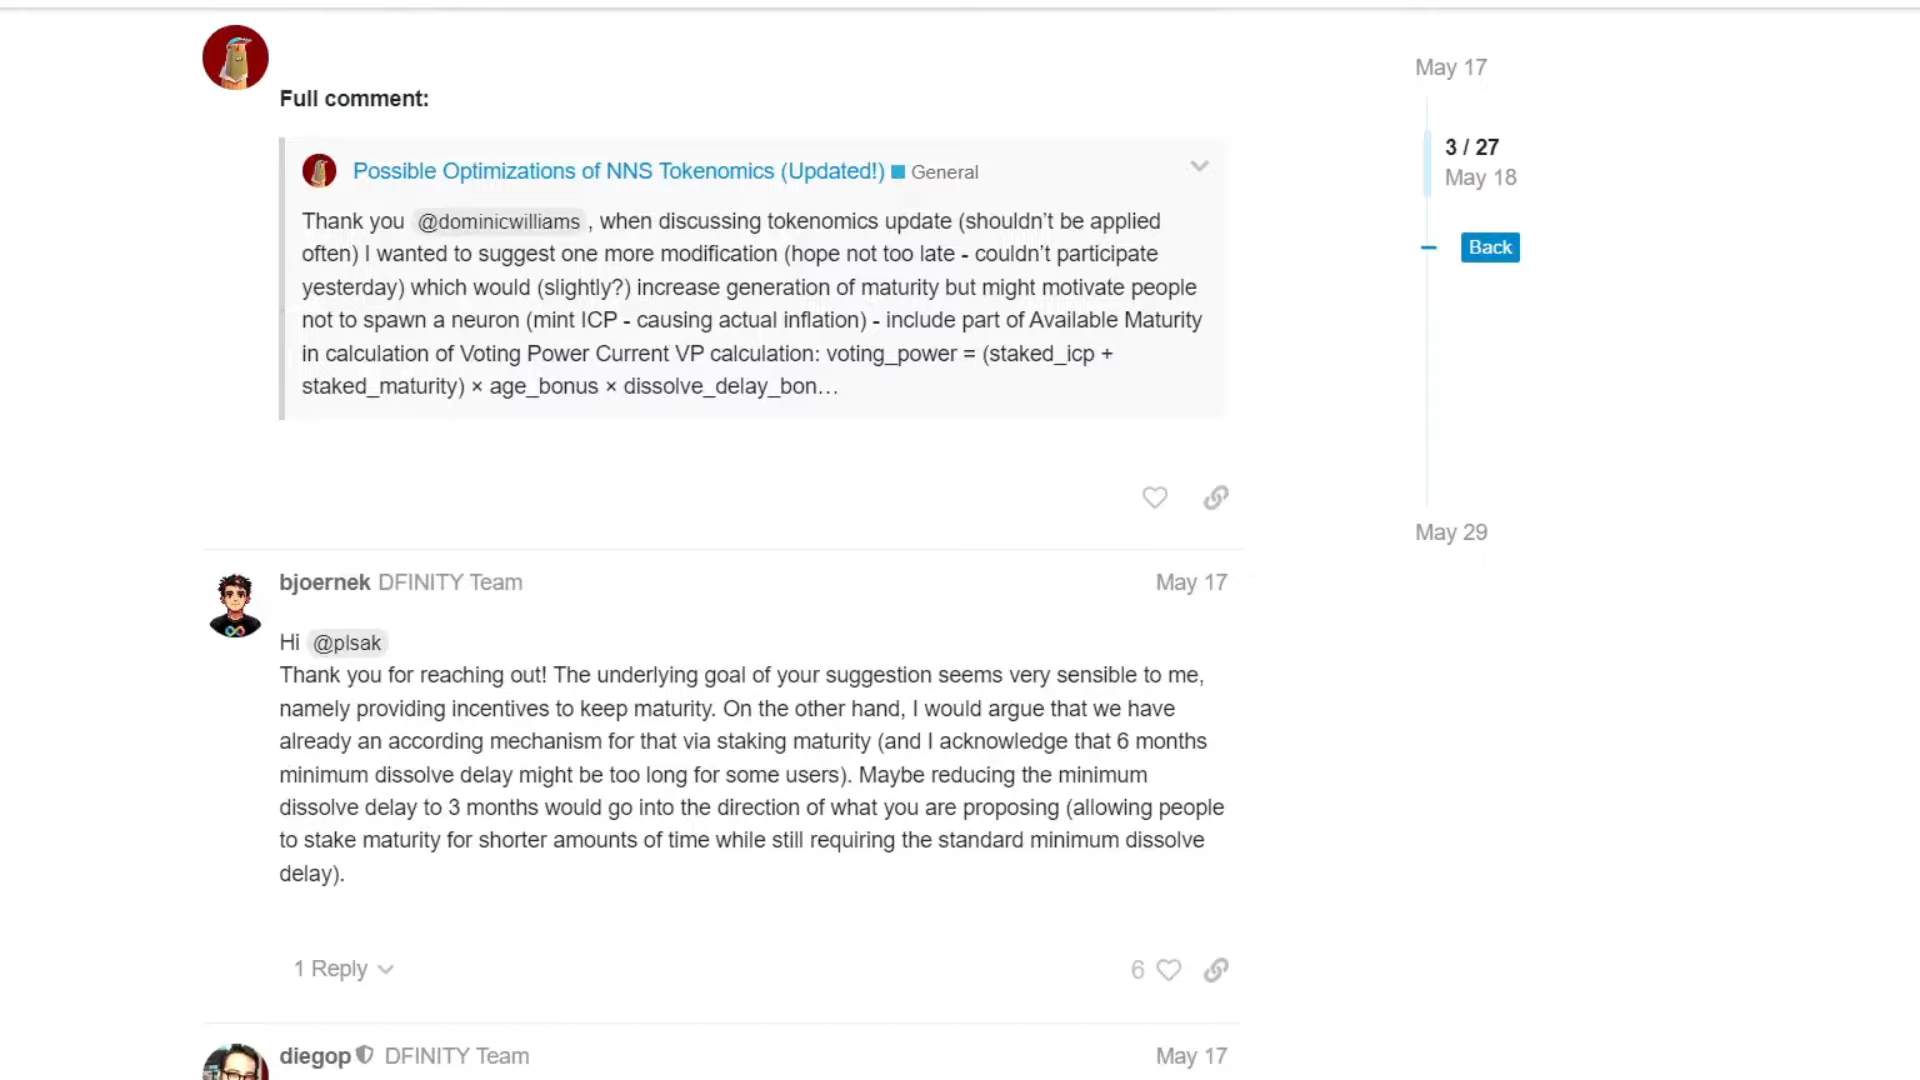 May 17
Full comment:
3 / 27
May 18
Possible Optimizations of NNS Tokenomics (Updated!) General
Thank you @dominicwilliams , when discussing tokenomics update (shouldn’t be applied
often) I wanted to suggest one more modification (hope not too late - couldn’t participate
yesterday) which would (slightly?) increase generation of maturity but might motivate people
not to spawn a neuron (mint ICP - causing actual inflation) - include part of Available Maturity
in calculation of Voting Power Current VP calculation: voting_power = (staked_icp +
staked_maturity) × age_bonus × dissolve_delay_bon…
Back
May 29
bjoernek DFINITY Team May 17
Hi @plsak
Thank you for reaching out! The underlying goal of your suggestion seems very sensible to me,
namely providing incentives to keep maturity. On the other hand, I would argue that we have
already an according mechanism for that via staking maturity (and I acknowledge that 6 months
minimum dissolve delay might be too long for some users). Maybe reducing the minimum
dissolve delay to 3 months would go into the direction of what you are proposing (allowing people
to stake maturity for shorter amounts of time while still requiring the standard minimum dissolve
delay).
1 Reply 6
diegop DFINITY Team May 17